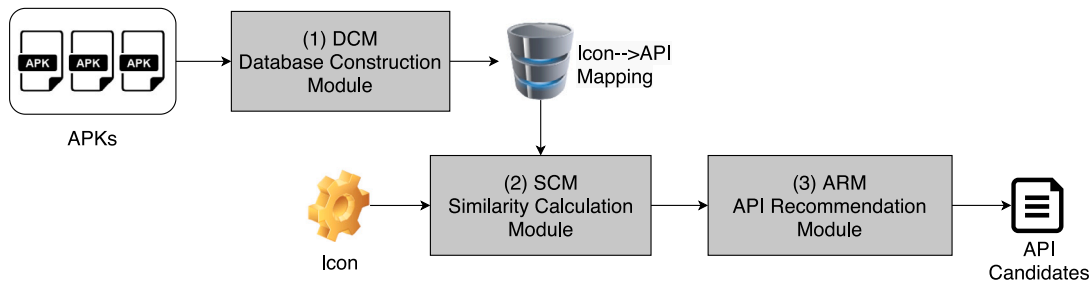 APK APK APK
APKs
(1) DCM
Database Construction
Module
Icon-->API
Mapping
Icon
(2) SCM
Similarity Calculation
Module
(3) ARM
API Recommendation
Module
API
Candidates